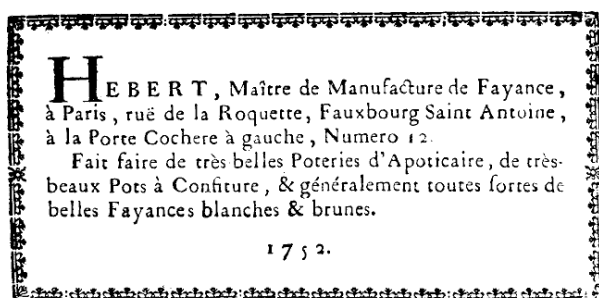 HEBERT, Maître de Manufacture de Fayance,
à Paris, ruë de la Roquette, Fauxbourg Saint Antoine,
à la Porte Cochere à gauche, Numero 12.
Fait faire de très belles Poteries d'Apoticaire, de très-
beaux Pots à Confiture, & généralement toutes sortes de
belles Fayances blanches & brunes.
1752.